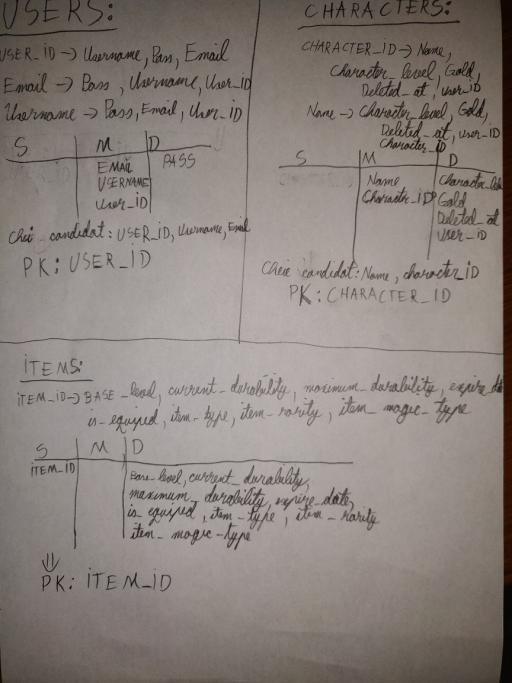 USERS:
USER_ID → Username, Pass, Email
Email → Pass, Username, User_iD
Username → Pass, Email, User_iD
S M D
EMAIL PASS
USERNAME
User_iD
Chei candidat: USER_ID, Username, Email
PK: USER_ID
CHARACTERS:
CHARACTER_ID → Name,
Character_level, Gold,
Deleted_at, user_iD
Name → Character_level, Gold,
Deleted_at, user_iD
Character_iD
S M D
Name
Character_iD Gold
Deleted_at
User_iD
Cheie candidat: Name, character_iD
PK: CHARACTER_ID
iTEMS:
iTEM_iD → BASE_level, current_durability, maximum_durability, expire_date
is_equiped, item_type, item_rarity, item_magic_type
S M D
iTEM_iD Base_level, current_durability,
maximum_durability, expire_date,
is_equiped, item_type, item_rarity
item_magic_type
⇓
PK: iTEM_iD